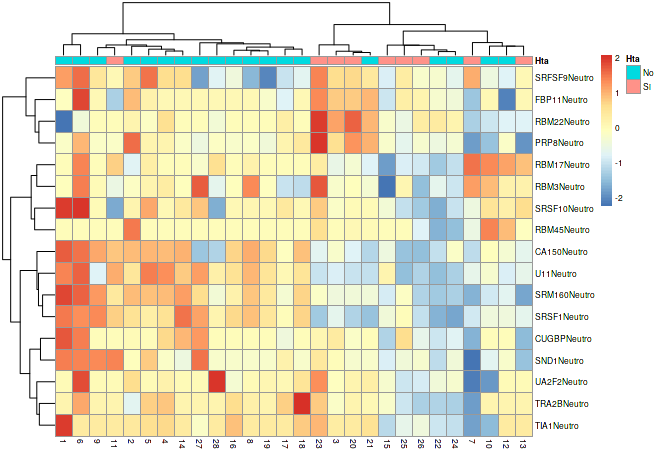 Hta
SRFSF9Neutro
FBP11Neutro
RBM22Neutro
PRP8Neutro
RBM17Neutro
RBM3Neutro
SRSF10Neutro
RBM45Neutro
CA150Neutro
U11Neutro
SRM160Neutro
SRSF1Neutro
CUGBPNeutro
SND1Neutro
UA2F2Neutro
TRA2BNeutro
TIA1Neutro
1 6 9 11 2 5 4 14 27 28 16 8 19 17 18 23 3 20 21 15 25 26 22 24 7 10 12 13
2
1
0
-1
-2
Hta
No
SI